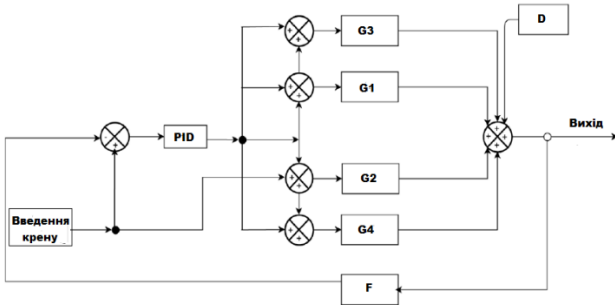 G3
D
G1
PID
Вихід
G2
Введення
крену
G4
F